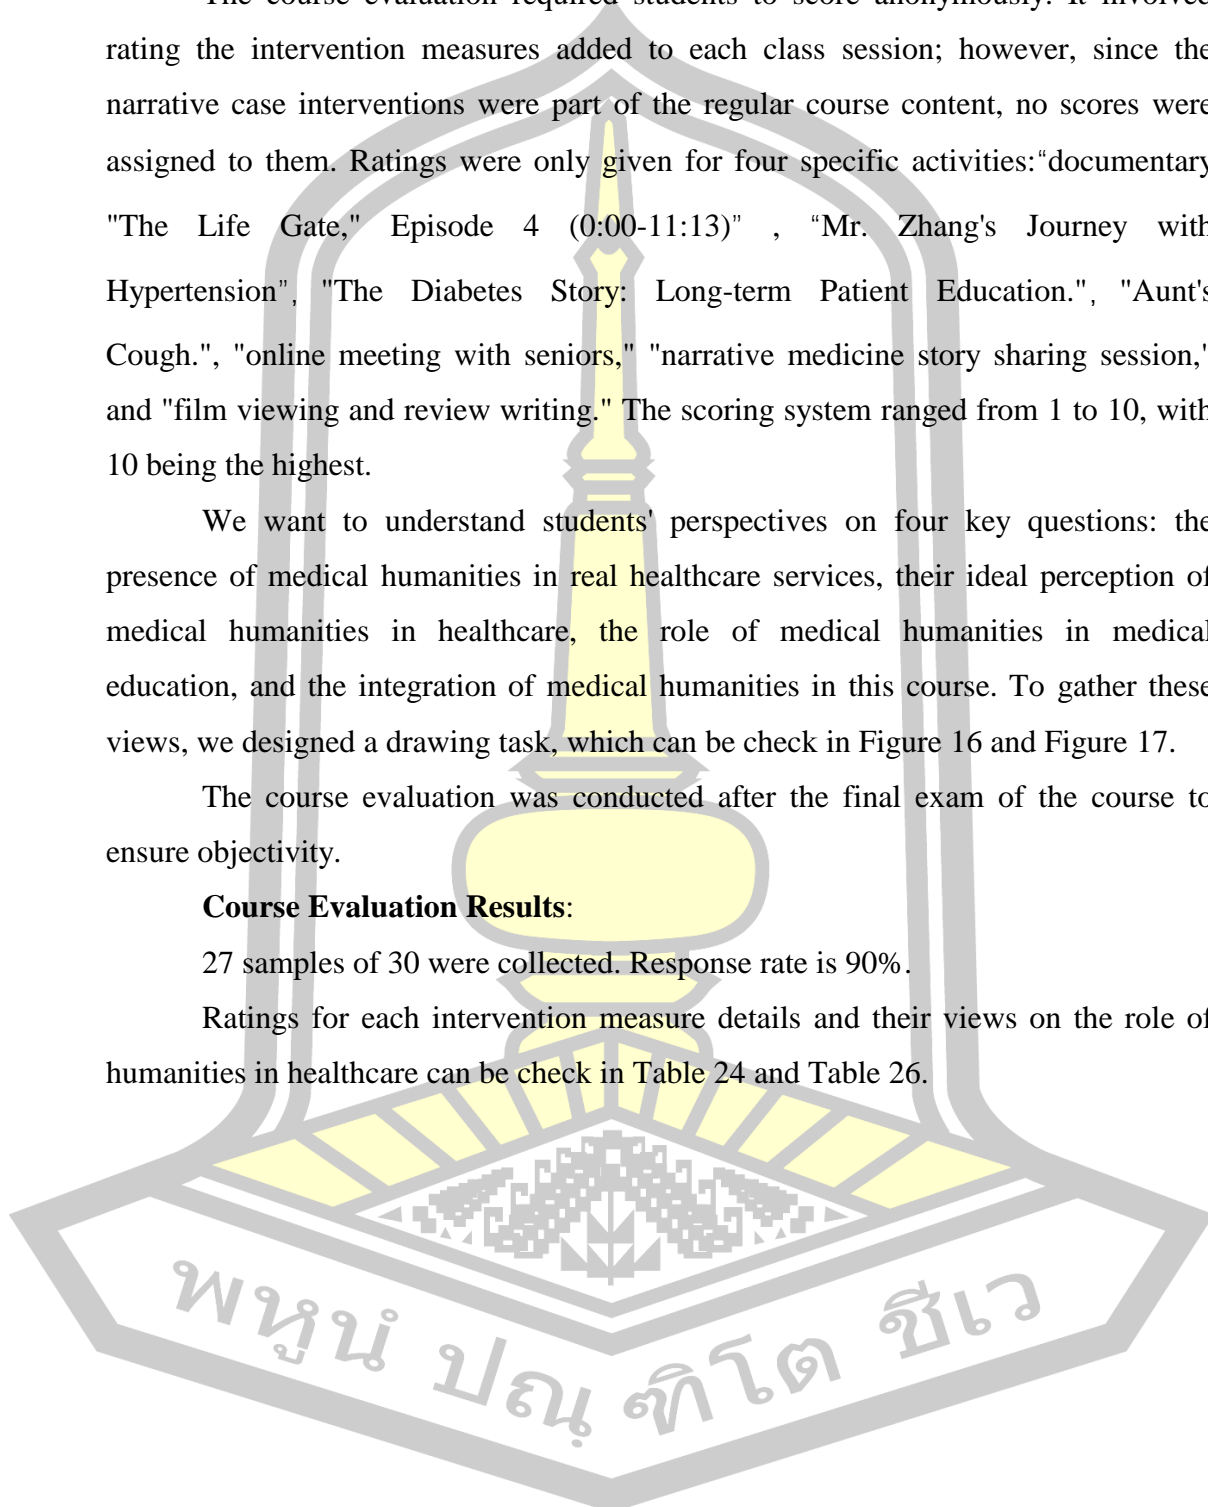 The course evaluation required students to score anonymously. It involved
rating the intervention measures added to each class session; however, since the
narrative case interventions were part of the regular course content, no scores were
assigned to them. Ratings were only given for four specific activities:“documentary
"The Life Gate," Episode 4 (0:00-11:13)” , “Mr. Zhang's Journey with
Hypertension”, "The Diabetes Story: Long-term Patient Education.", "Aunt's
Cough.", "online meeting with seniors," "narrative medicine story sharing session,"
and "film viewing and review writing." The scoring system ranged from 1 to 10, with
10 being the highest.
We want to understand students' perspectives on four key questions: the
presence of medical humanities in real healthcare services, their ideal perception of
medical humanities in healthcare, the role of medical humanities in medical
education, and the integration of medical humanities in this course. To gather these
views, we designed a drawing task, which can be check in Figure 16 and Figure 17.
The course evaluation was conducted after the final exam of the course to
ensure objectivity.
Course Evaluation Results:
27 samples of 30 were collected. Response rate is 90%.
Ratings for each intervention measure details and their views on the role of
humanities in healthcare can be check in Table 24 and Table 26.
พหูนํ ปณฺฑิโต ชีเว